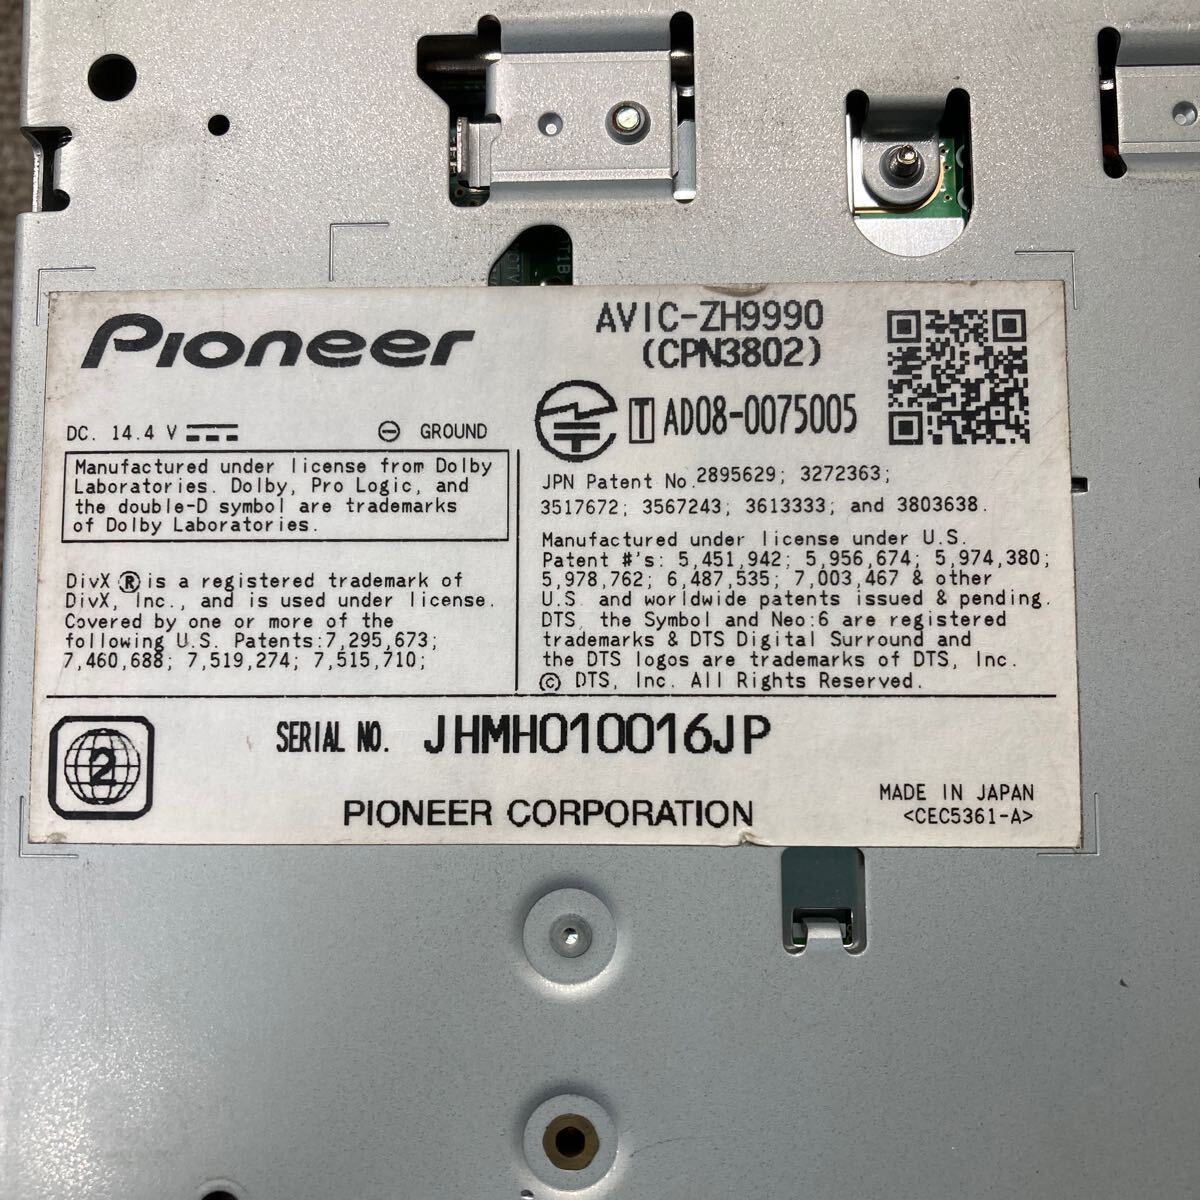 Pioneer
AVIC-ZH9990
(CPN3802)
T AD08-0075005
DC. 14.4 V
GROUND
Manufactured under license from Dolby
Laboratories. Dolby, Pro Logic, and
the double-D symbol are trademarks
of Dolby Laboratories.
DivX ® is a registered trademark of
DivX, Inc., and is used under license.
Covered by one or more of the
following U.S. Patents:7,295,673;
7,460,688; 7,519,274; 7,515,710;
JPN Patent No.2895629; 3272363;
3517672; 3567243; 3613333; and 3803638.
Manufactured under license under U.S.
Patent #'s: 5,451,942; 5,956,674; 5,974,380;
5,978,762; 6,487,535; 7,003,467 & other
U.S. and worldwide patents issued & pending.
DTS, the Symbol and Neo:6 are registered
trademarks & DTS Digital Surround and
the DTS logos are trademarks of DTS, Inc.
© DTS, Inc. All Rights Reserved.
2
SERIAL NO. JHMH010016JP
PIONEER CORPORATION
MADE IN JAPAN
<CEC5361-A>